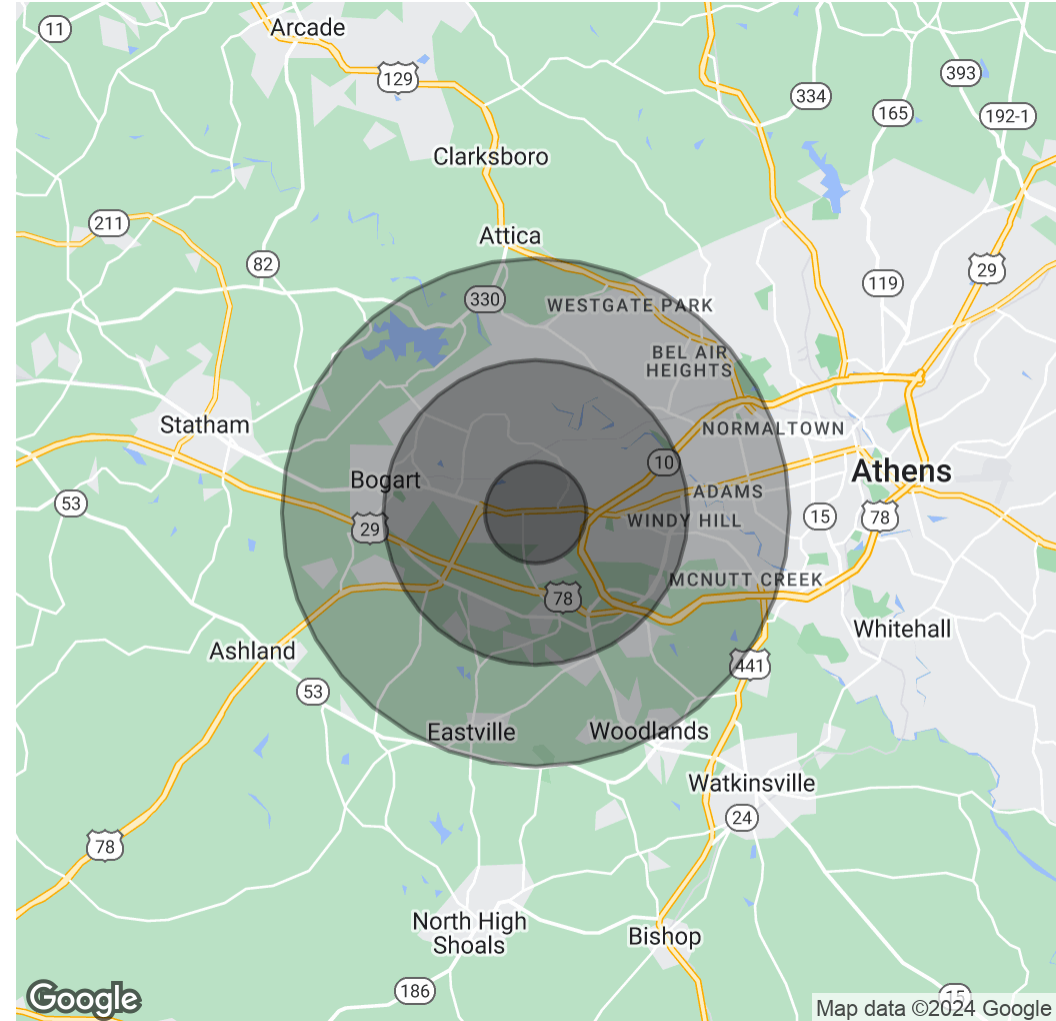 11
Arcade
129
393
334
165
192-1
Clarksboro
211
Attica
82
29
119
330
WESTGATE PARK
BEL AIR
HEIGHTS
Statham
NORMALTOWN
10
Athens
Bogart
ADAMS
53
15
78
WINDY HILL
29
MCNUTT CREEK
78
Whitehall
Ashland
441
53
Eastville
Woodlands
Watkinsville
24
78
North High
Shoals
Bishop
186
15
Google
Map data ©2024 Google